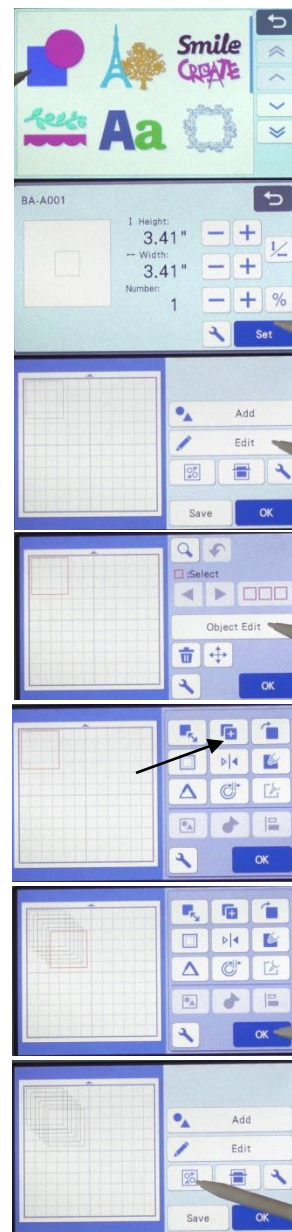 Smile
CREATE
Hello
Aa
BA-A001
Height:
3.41"
Width:
3.41"
Number:
1
%
Set
Add
Edit
Save
OK
:Select
Object Edit
OK
OK
OK
Add
Edit
Save
OK